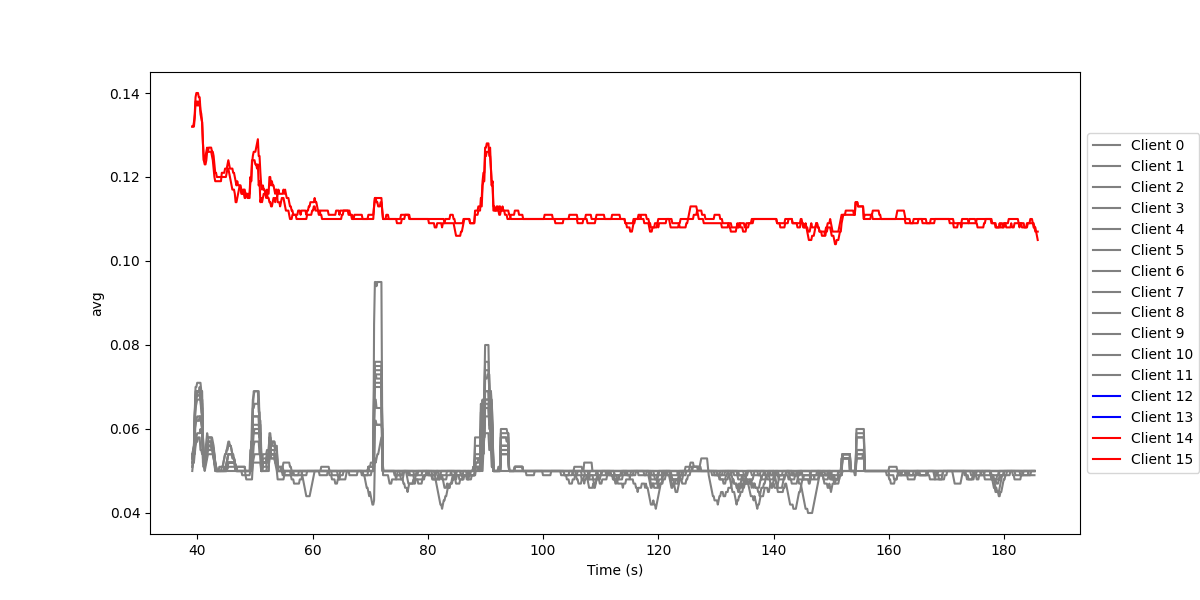 0.14
0.12
0.10
0.08
0.06
0.04
avg
40
60
80
100
120
140
160
180
Time (s)
Client 0
Client 1
Client 2
Client 3
Client 4
Client 5
Client 6
Client 7
Client 8
Client 9
Client 10
Client 11
Client 12
Client 13
Client 14
Client 15